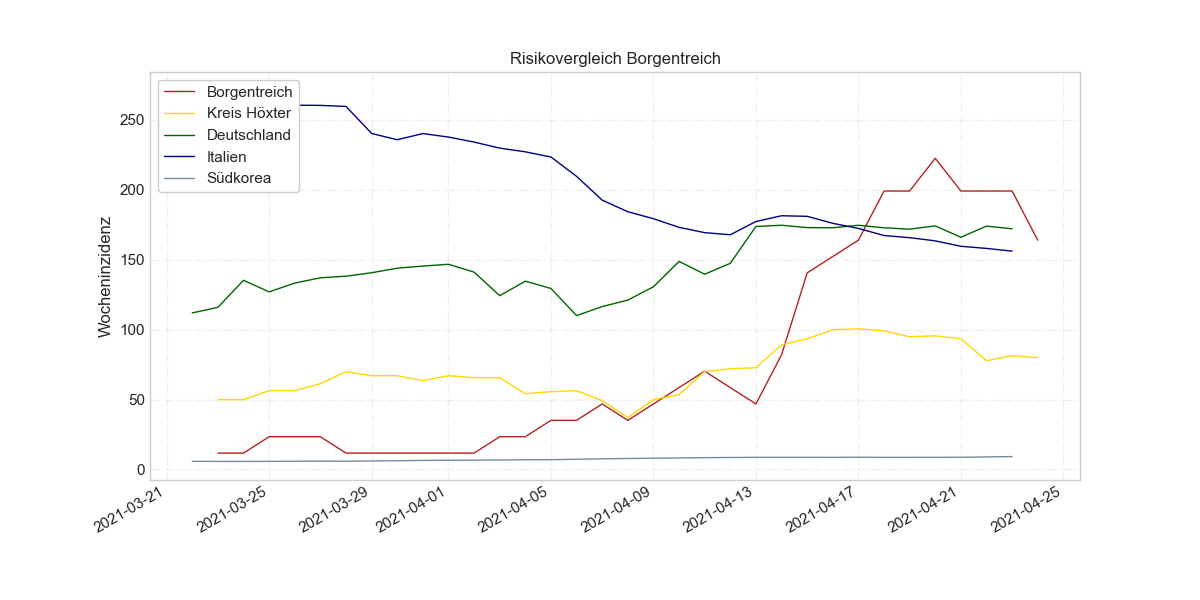 Risikovergleich Borgentreich
Borgentreich
Kreis Höxter
Deutschland
Italien
Südkorea
Wocheninzidenz
250
200
150
100
50
0
2021-03-21
2021-03-25
2021-03-29
2021-04-01
2021-04-05
2021-04-09
2021-04-13
2021-04-17
2021-04-21
2021-04-25